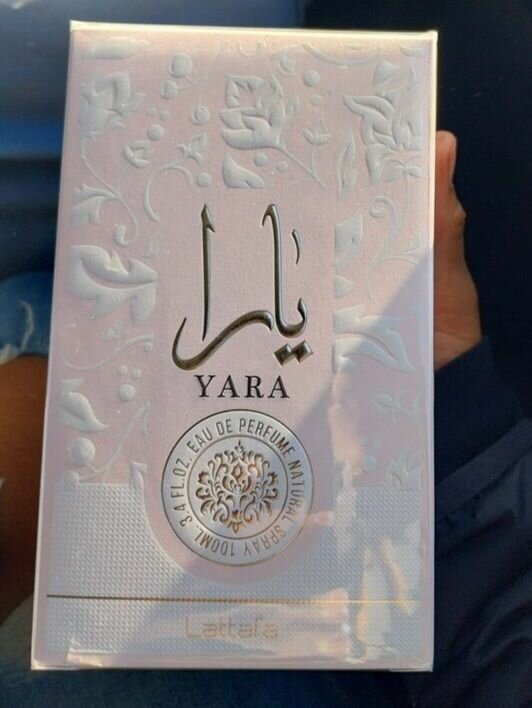 يارا
YARA
EAU DE PERFUME NATURAL SPRAY 100ML. 3.4 FL.OZ.
Lattafa